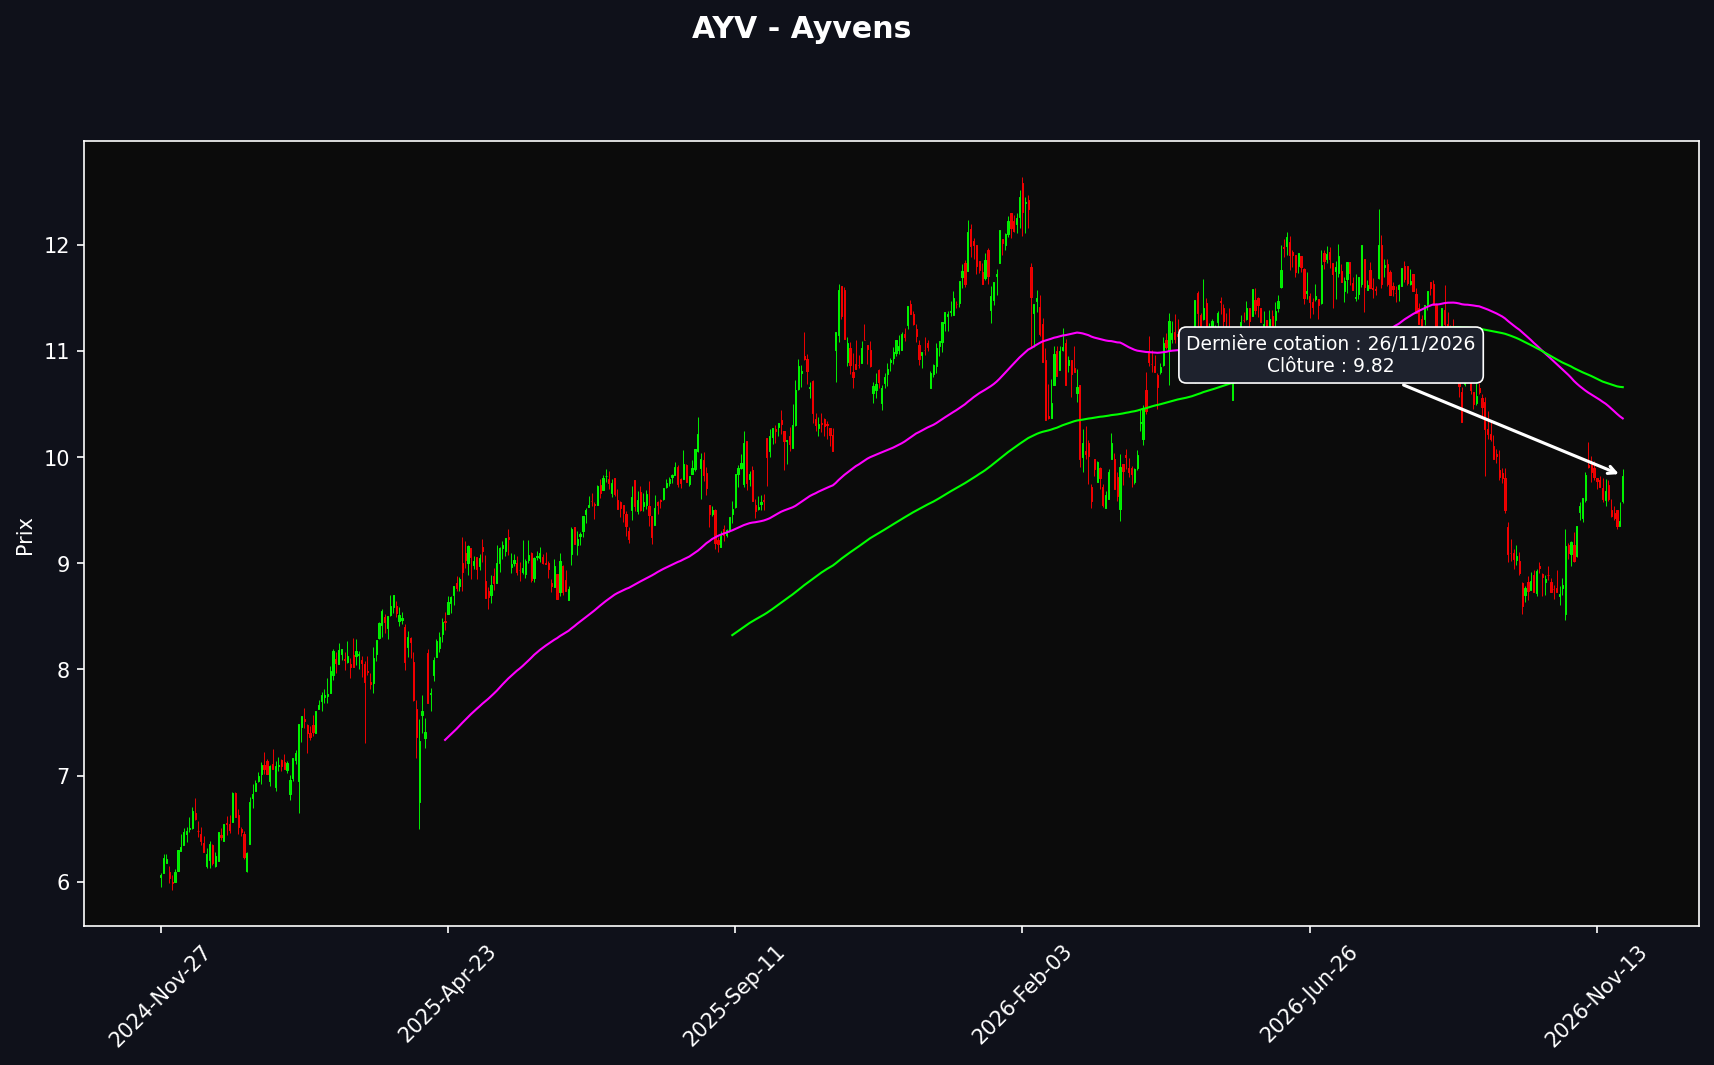 AYV - Ayvens
Prix
12
11
10
9
8
7
6
Dernière cotation : 26/11/2026
Clôture : 9.82
2024-Nov-27
2025-Apr-23
2025-Sep-11
2026-Feb-03
2026-Jun-26
2026-Nov-13